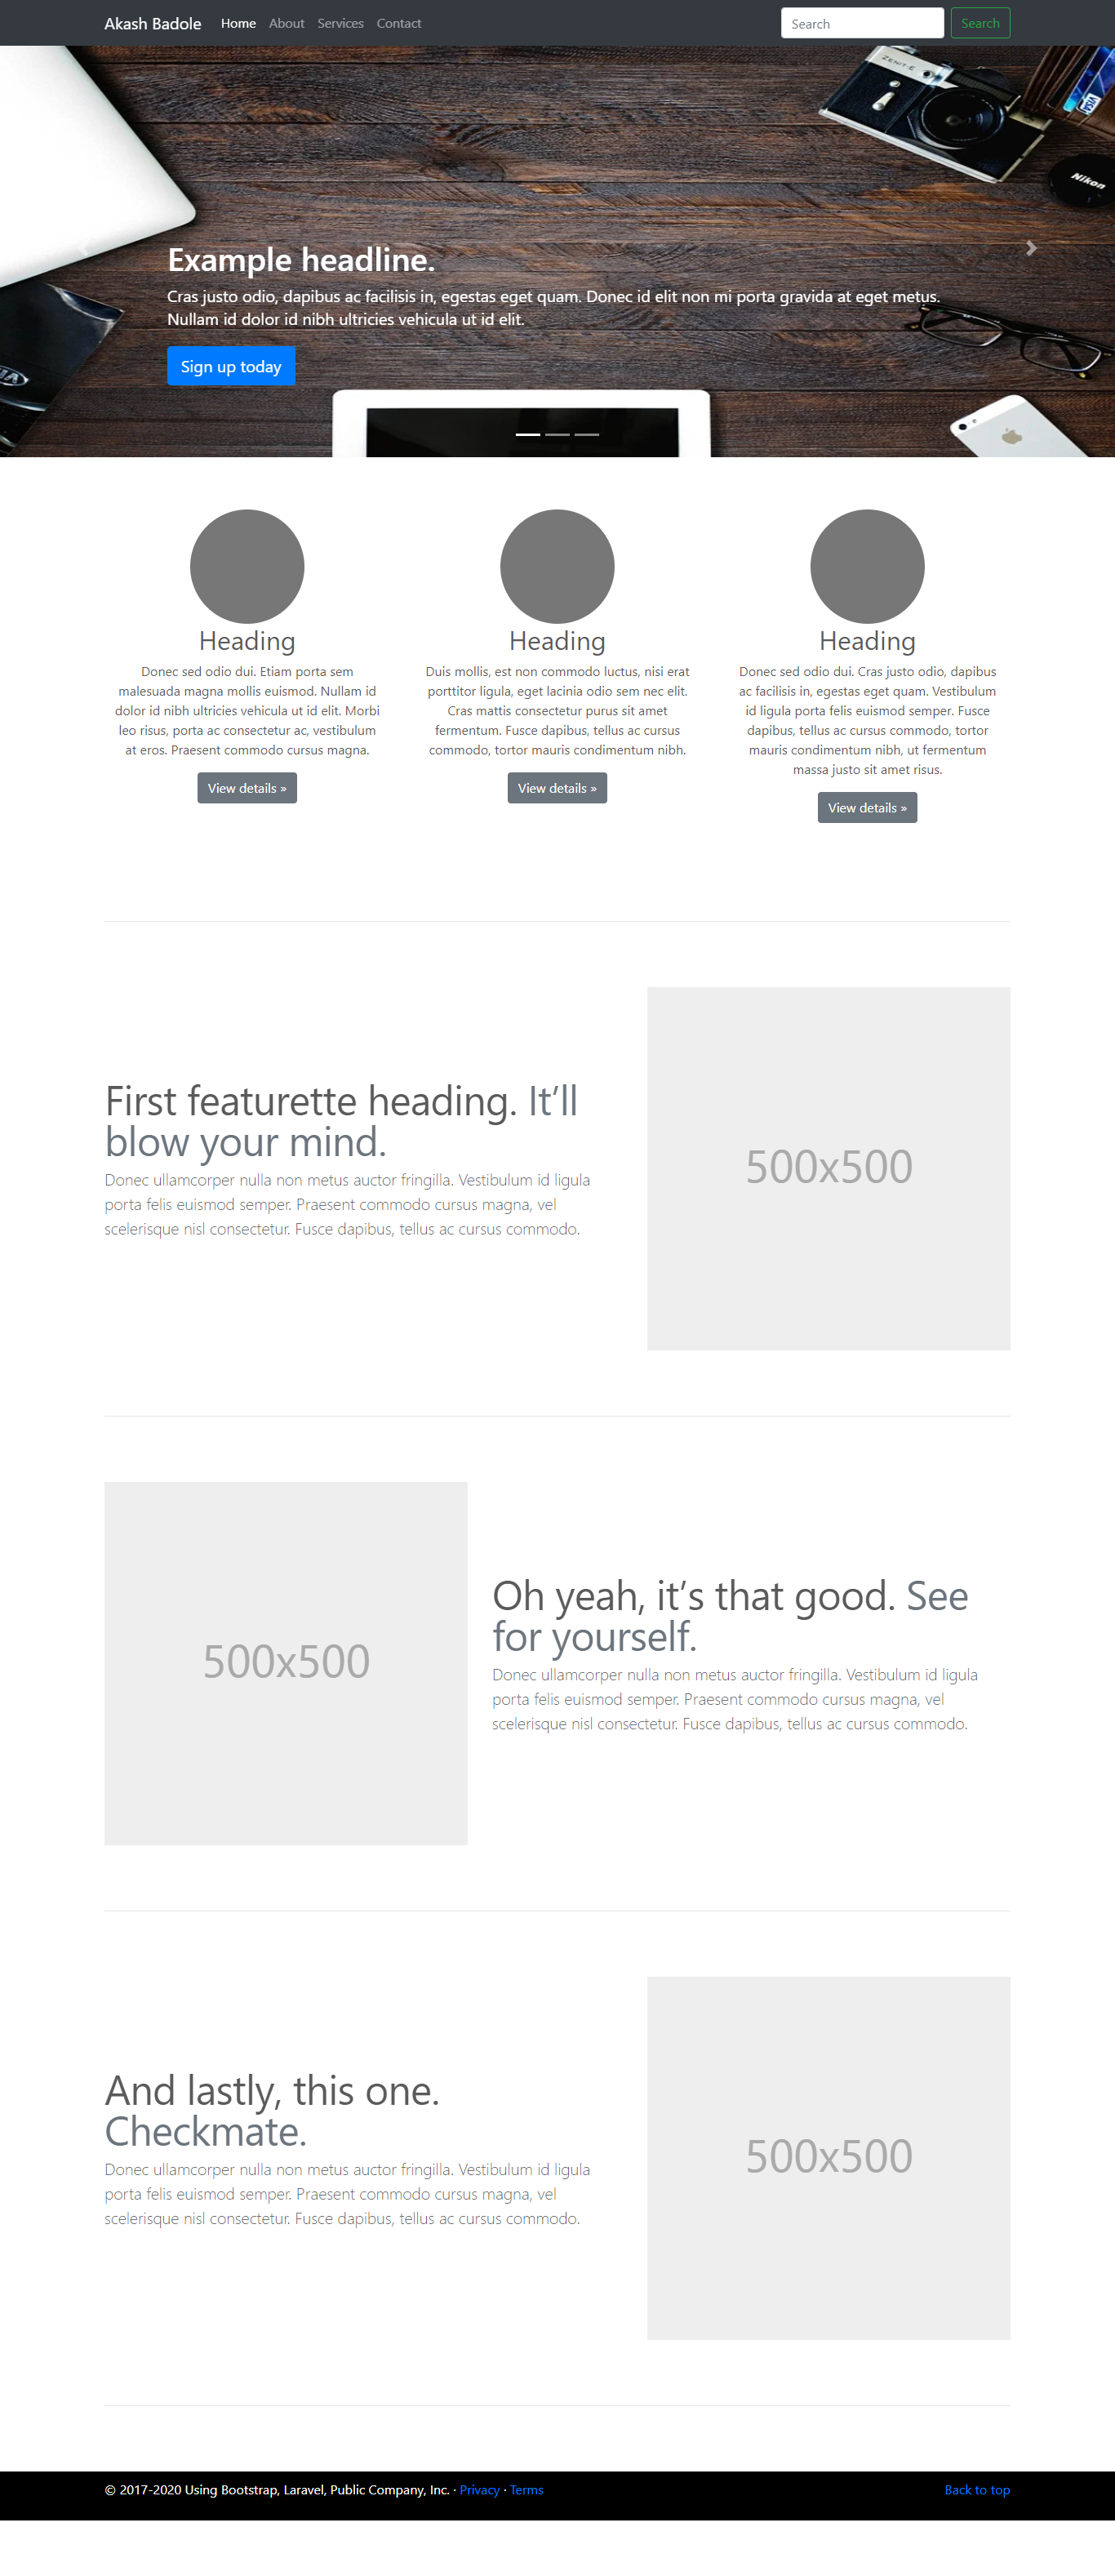 Akash Badole Home About Services Contact Search Search
ZENIT-E
VISA
Nikon
Example headline.
Cras justo odio, dapibus ac facilisis in, egestas eget quam. Donec id elit non mi porta gravida at eget metus.
Nullam id dolor id nibh ultricies vehicula ut id elit.
Sign up today
Heading
Donec sed odio dui. Etiam porta sem
malesuada magna mollis euismod. Nullam id
dolor id nibh ultricies vehicula ut id elit. Morbi
leo risus, porta ac consectetur ac, vestibulum
at eros. Praesent commodo cursus magna.
View details »
Heading
Duis mollis, est non commodo luctus, nisi erat
porttitor ligula, eget lacinia odio sem nec elit.
Cras mattis consectetur purus sit amet
fermentum. Fusce dapibus, tellus ac cursus
commodo, tortor mauris condimentum nibh.
View details »
Heading
Donec sed odio dui. Cras justo odio, dapibus
ac facilisis in, egestas eget quam. Vestibulum
id ligula porta felis euismod semper. Fusce
dapibus, tellus ac cursus commodo, tortor
mauris condimentum nibh, ut fermentum
massa justo sit amet risus.
View details »
First featurette heading. It’ll
blow your mind.
Donec ullamcorper nulla non metus auctor fringilla. Vestibulum id ligula
porta felis euismod semper. Praesent commodo cursus magna, vel
scelerisque nisl consectetur. Fusce dapibus, tellus ac cursus commodo.
500x500
500x500
Oh yeah, it’s that good. See
for yourself.
Donec ullamcorper nulla non metus auctor fringilla. Vestibulum id ligula
porta felis euismod semper. Praesent commodo cursus magna, vel
scelerisque nisl consectetur. Fusce dapibus, tellus ac cursus commodo.
And lastly, this one.
Checkmate.
Donec ullamcorper nulla non metus auctor fringilla. Vestibulum id ligula
porta felis euismod semper. Praesent commodo cursus magna, vel
scelerisque nisl consectetur. Fusce dapibus, tellus ac cursus commodo.
500x500
© 2017-2020 Using Bootstrap, Laravel, Public Company, Inc. · Privacy · Terms Back to top